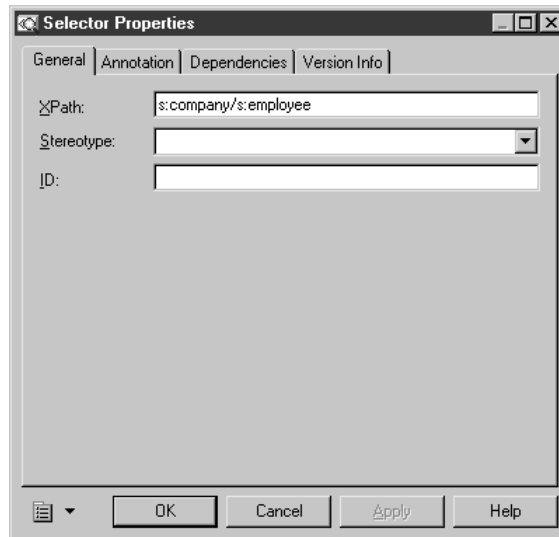 Selector Properties
General Annotation Dependencies Version Info
XPath: s:company/s:employee
Stereotype:
ID:
OK Cancel Apply Help